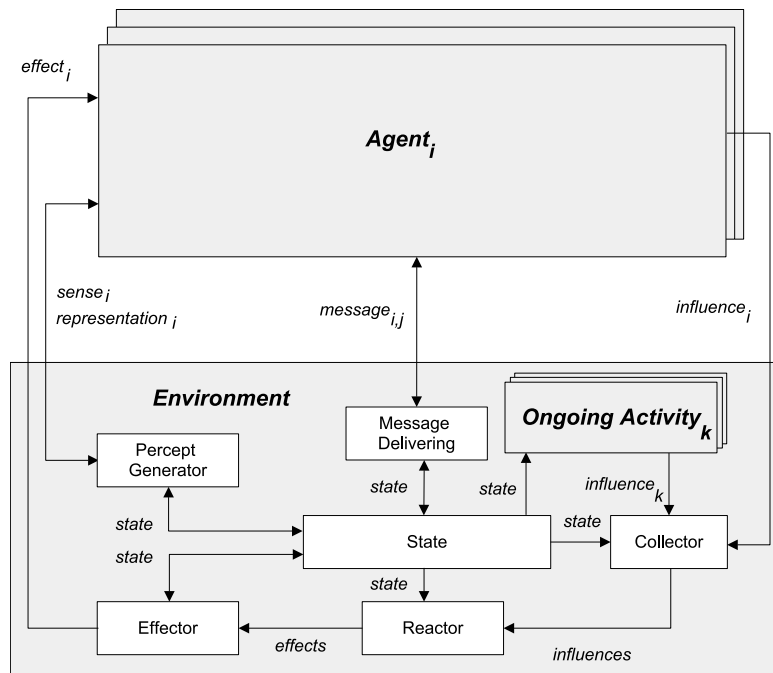 effect i
Agent i
sense i
representation i
message i,j
influence i
Environment
Ongoing Activity k
Message
Delivering
Percept
Generator
state
state
influence k
state
state
state
State
Collector
state
Effector
Reactor
effects
influences